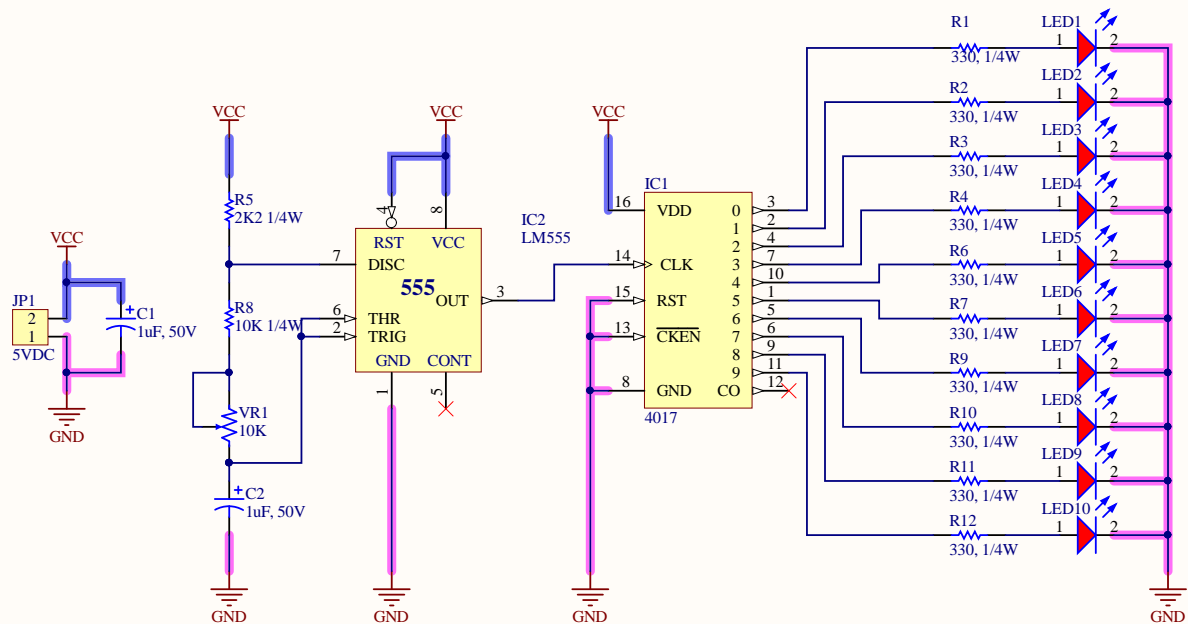 VCC
JP1
2
1
5VDC
C1
1uF, 50V
+
GND
VCC
R5
2K2 1/4W
R8
10K 1/4W
VR1
10K
C2
1uF, 50V
+
GND
VCC
4
8
RST
VCC
7
DISC
555
OUT
3
6
THR
2
TRIG
GND
CONT
1
5
IC2
LM555
GND
VCC
IC1
16
VDD
0
3
1
2
2
4
14
CLK
3
7
4
10
15
RST
5
1
6
5
13
CKEN
7
6
8
9
9
11
8
GND
CO
12
4017
GND
R1
330, 1/4W
LED1
1
2
R2
330, 1/4W
LED2
1
2
R3
330, 1/4W
LED3
1
2
R4
330, 1/4W
LED4
1
2
R6
330, 1/4W
LED5
1
2
R7
330, 1/4W
LED6
1
2
R9
330, 1/4W
LED7
1
2
R10
330, 1/4W
LED8
1
2
R11
330, 1/4W
LED9
1
2
R12
330, 1/4W
LED10
1
2
GND